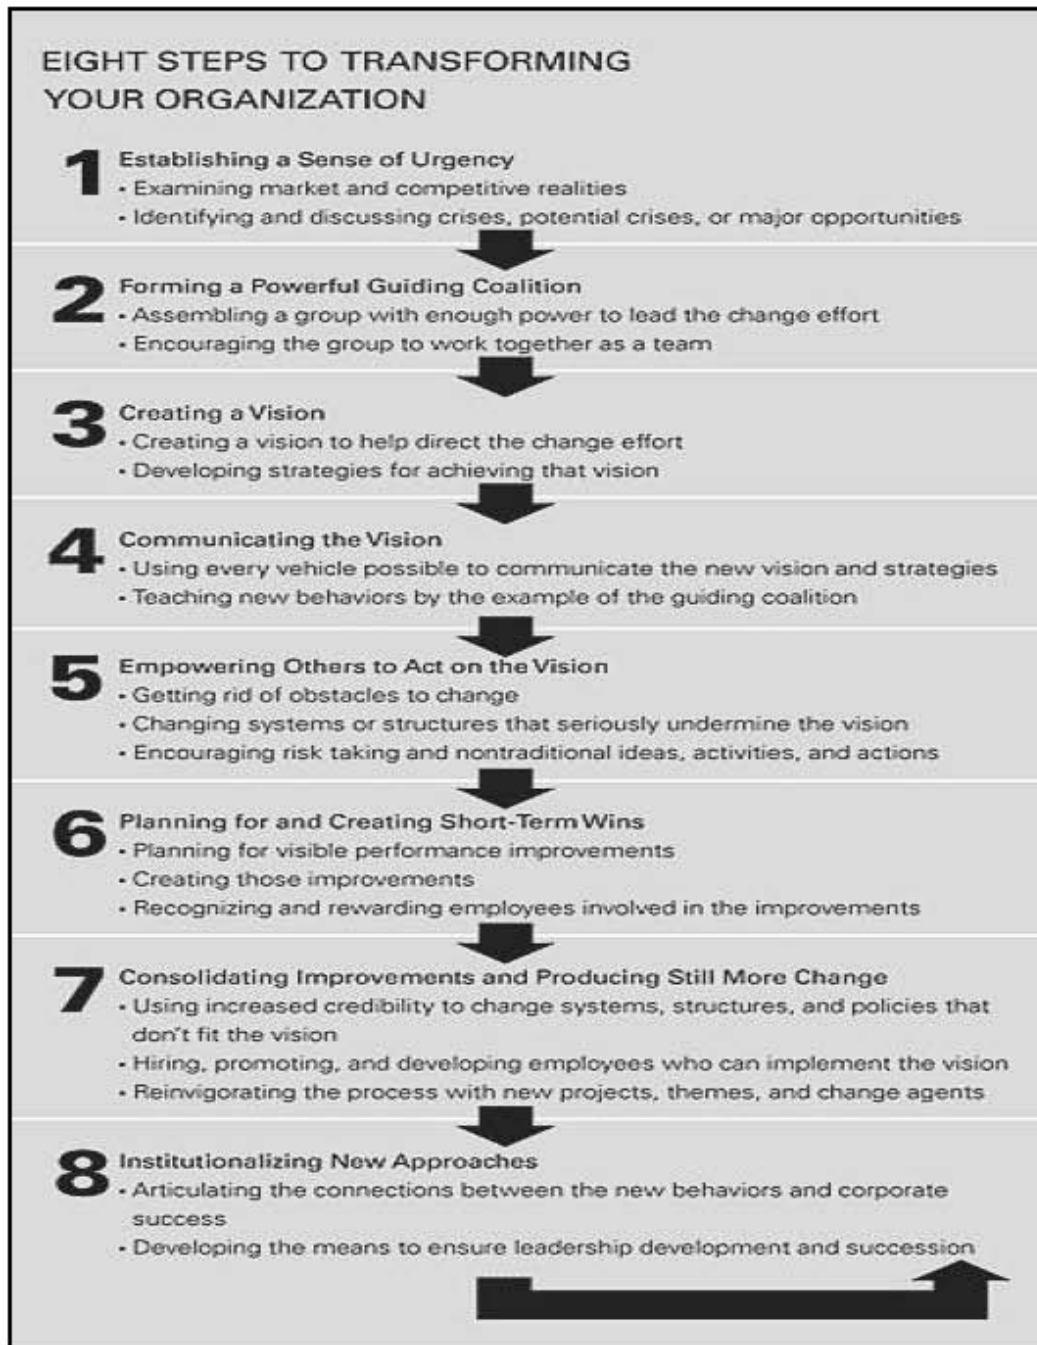 EIGHT STEPS TO TRANSFORMING
YOUR ORGANIZATION
1 Establishing a Sense of Urgency
• Examining market and competitive realities
• Identifying and discussing crises, potential crises, or major opportunities
2 Forming a Powerful Guiding Coalition
• Assembling a group with enough power to lead the change effort
• Encouraging the group to work together as a team
3 Creating a Vision
• Creating a vision to help direct the change effort
• Developing strategies for achieving that vision
4 Communicating the Vision
• Using every vehicle possible to communicate the new vision and strategies
• Teaching new behaviors by the example of the guiding coalition
5 Empowering Others to Act on the Vision
• Getting rid of obstacles to change
• Changing systems or structures that seriously undermine the vision
• Encouraging risk taking and nontraditional ideas, activities, and actions
6 Planning for and Creating Short-Term Wins
• Planning for visible performance improvements
• Creating those improvements
• Recognizing and rewarding employees involved in the improvements
7 Consolidating Improvements and Producing Still More Change
• Using increased credibility to change systems, structures, and policies that
don't fit the vision
• Hiring, promoting, and developing employees who can implement the vision
• Reinvigorating the process with new projects, themes, and change agents
8 Institutionalizing New Approaches
• Articulating the connections between the new behaviors and corporate
success
• Developing the means to ensure leadership development and succession